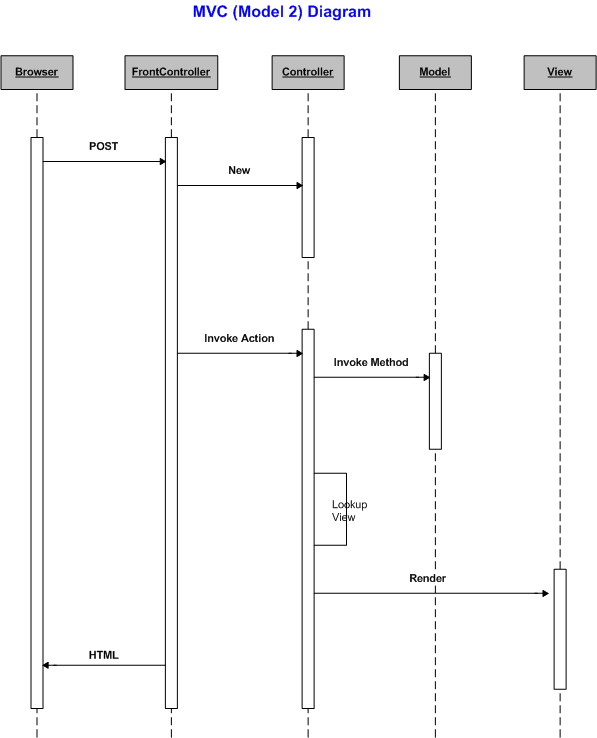 MVC (Model 2) Diagram
Browser
FrontController
Controller
Model
View
POST
New
Invoke Action
Invoke Method
Lookup
View
Render
HTML